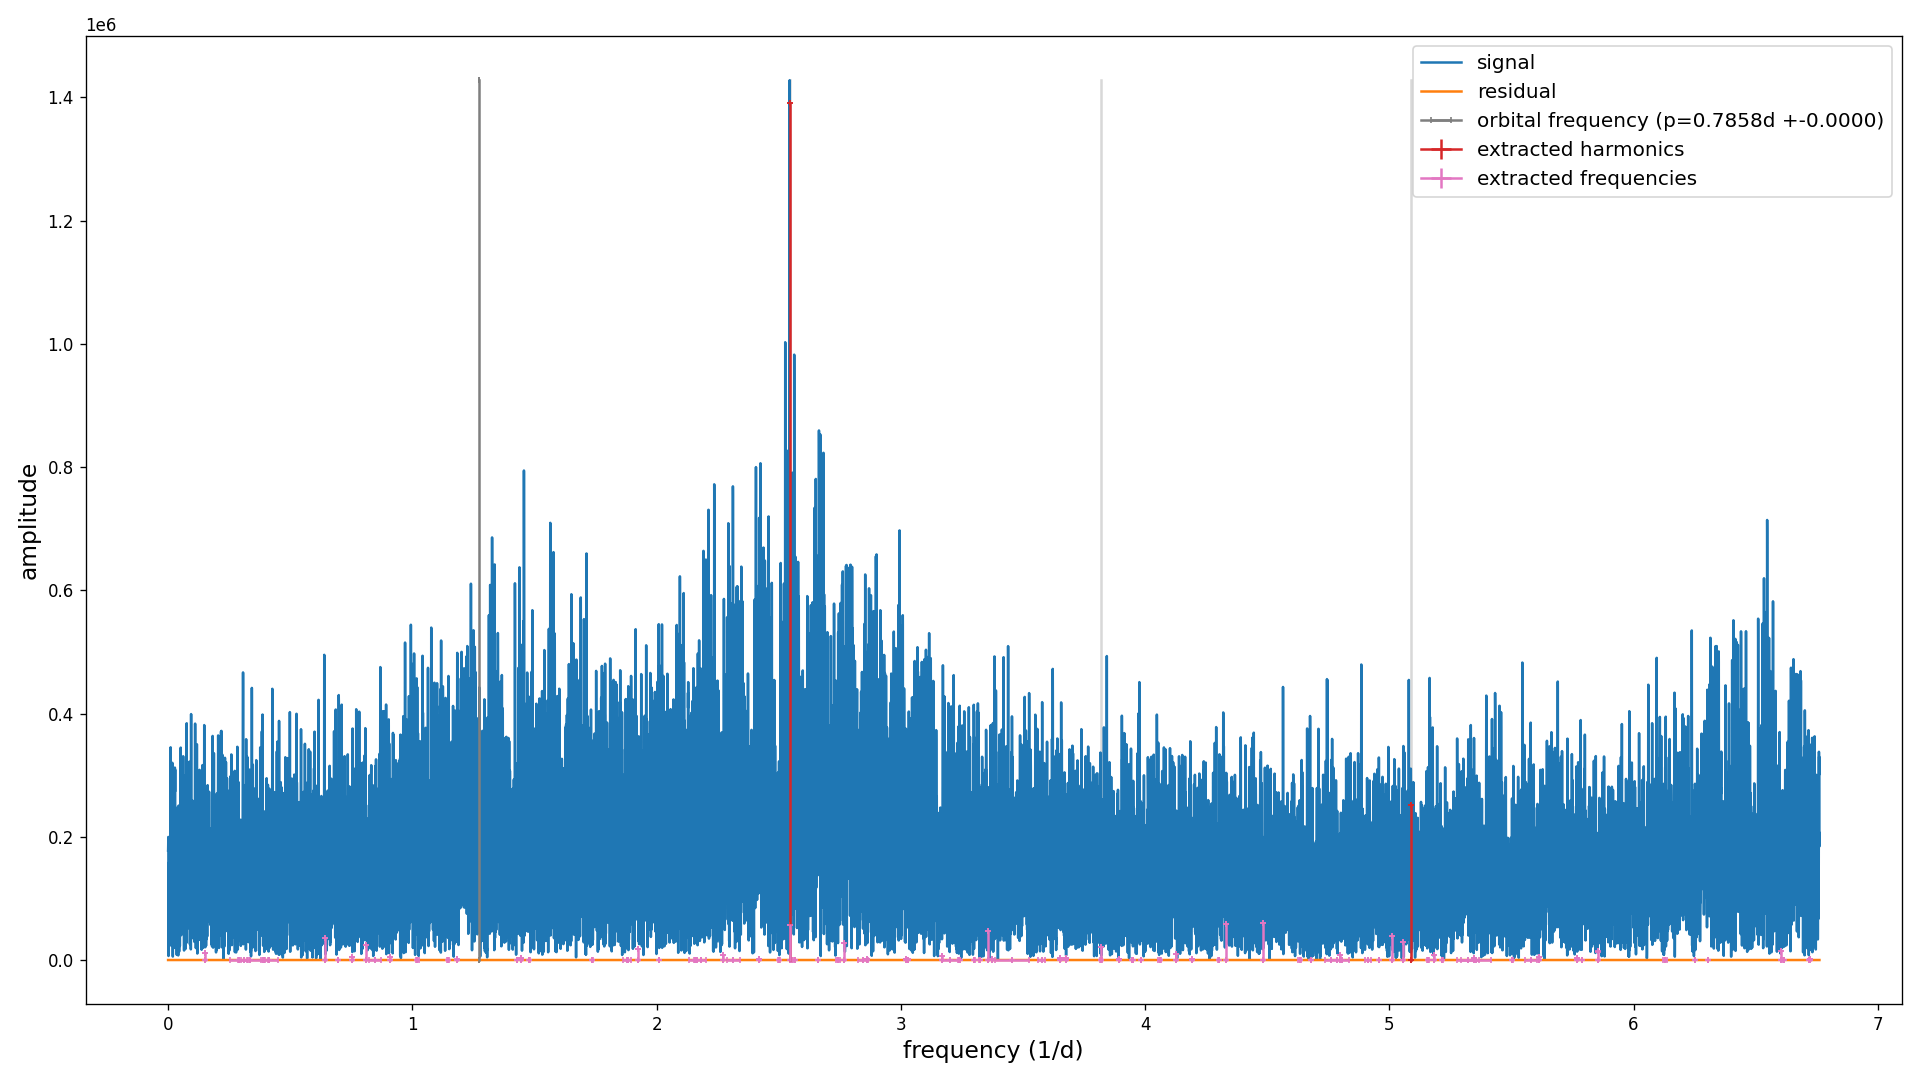 1e6
signal
residual
orbital frequency (p=0.7858d +-0.0000)
extracted harmonics
extracted frequencies
1.4
1.2
1.0
0.8
0.6
0.4
0.2
0.0
amplitude
0 1 2 3 4 5 6 7
frequency (1/d)